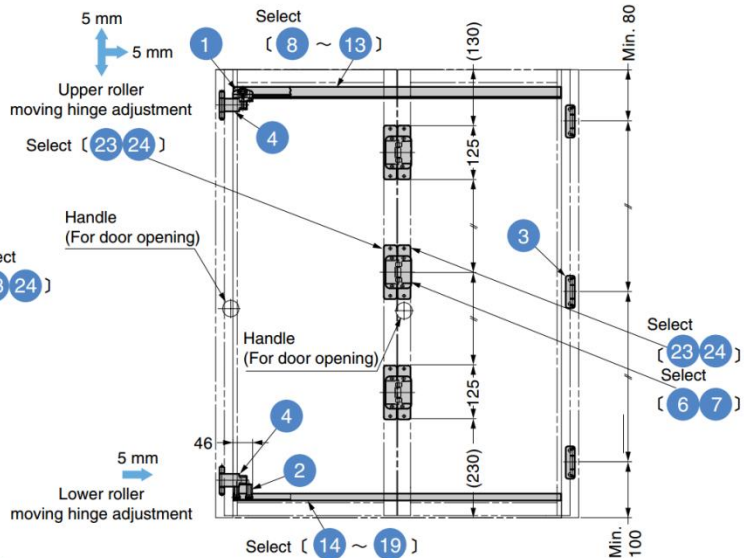 5 mm
5 mm
Upper roller
moving hinge adjustment
Select
〔 8 ～ 13 〕
1
4
(130)
Min. 80
Select 〔 23 24 〕
125
Handle
(For door opening)
3
ect
3 24 〕
Handle
(For door opening)
Select
〔 23 24 〕
Select
〔 6 7 〕
125
4
46
2
5 mm
(230)
Lower roller
moving hinge adjustment
Select 〔 14 ～ 19 〕
Min.
100